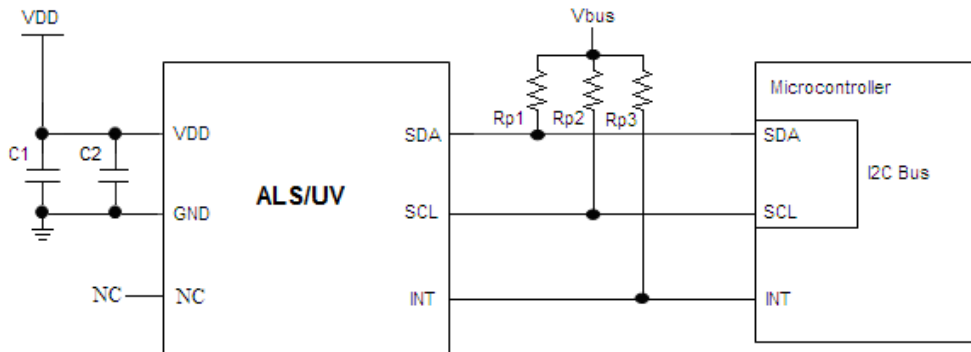 VDD
Vbus
Microcontroller
Rp1 Rp2 Rp3
C1 C2
VDD SDA SDA
I2C Bus
ALS/UV
GND SCL SCL
NC NC INT INT